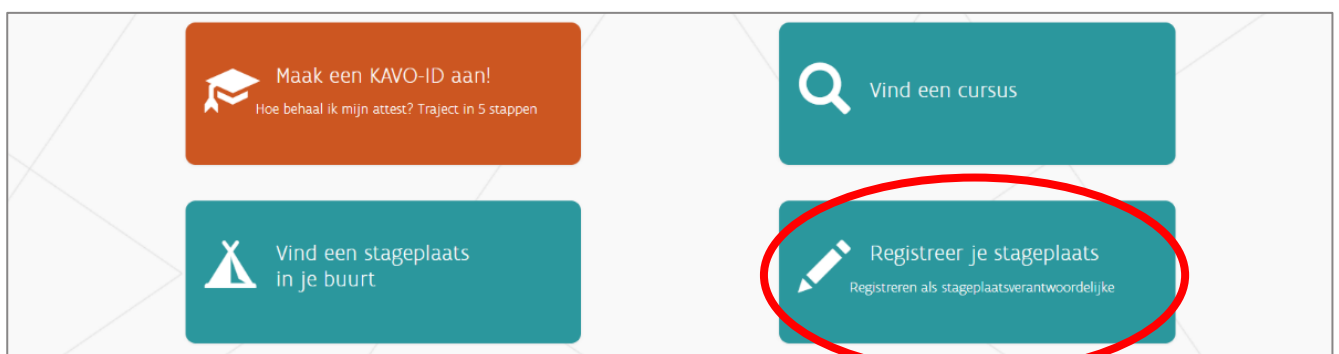 Maak een KAVO-ID aan!
Hoe behaal ik mijn attest? Traject in 5 stappen
Vind een cursus
Vind een stageplaats
in je buurt
Registreer je stageplaats
Registreren als stageplaatsverantwoordelijke